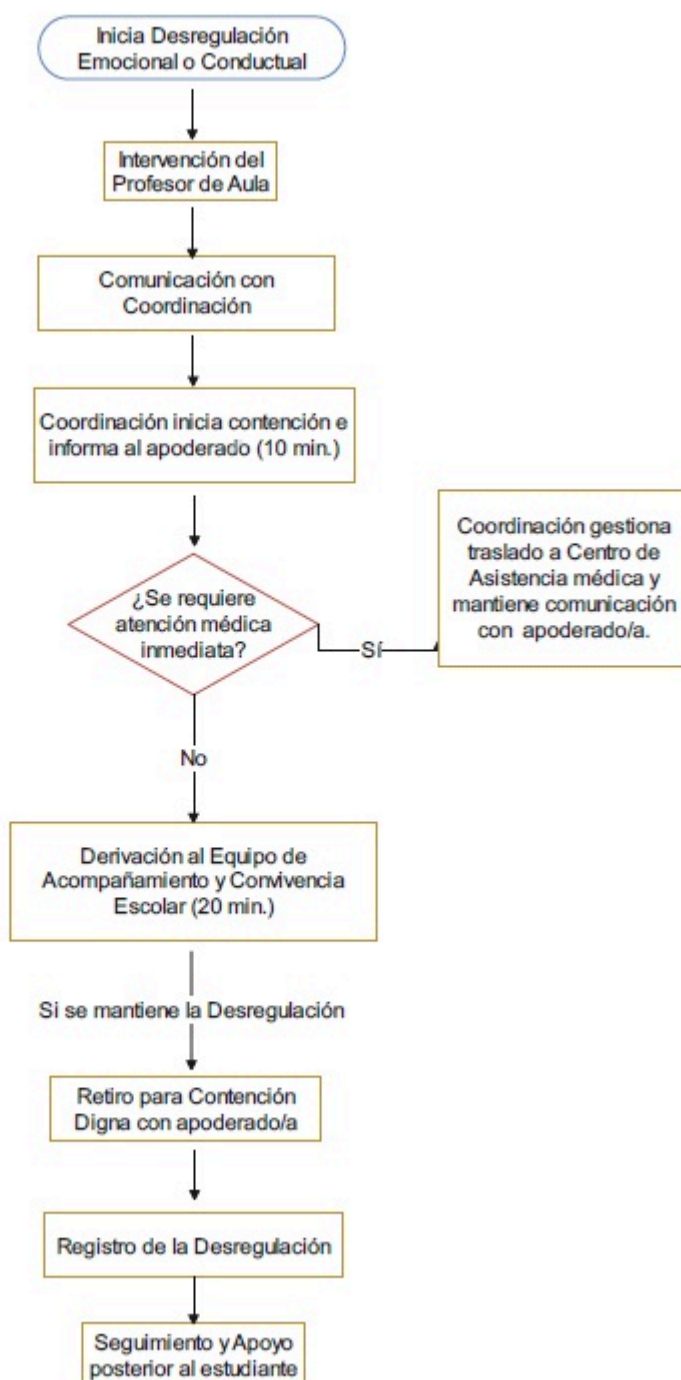 Inicia Desregulación
Emocional o Conductual
Intervención del
Profesor de Aula
Comunicación con
Coordinación
Coordinación inicia contención e
informa al apoderado (10 min.)
¿Se requiere
atención médica
inmediata?
Sí
Coordinación gestiona
traslado a Centro de
Asistencia médica y
mantiene comunicación
con apoderado/a.
No
Derivación al Equipo de
Acompañamiento y Convivencia
Escolar (20 min.)
Si se mantiene la Desregulación
Retiro para Contención
Digna con apoderado/a
Registro de la Desregulación
Seguimiento y Apoyo
posterior al estudiante